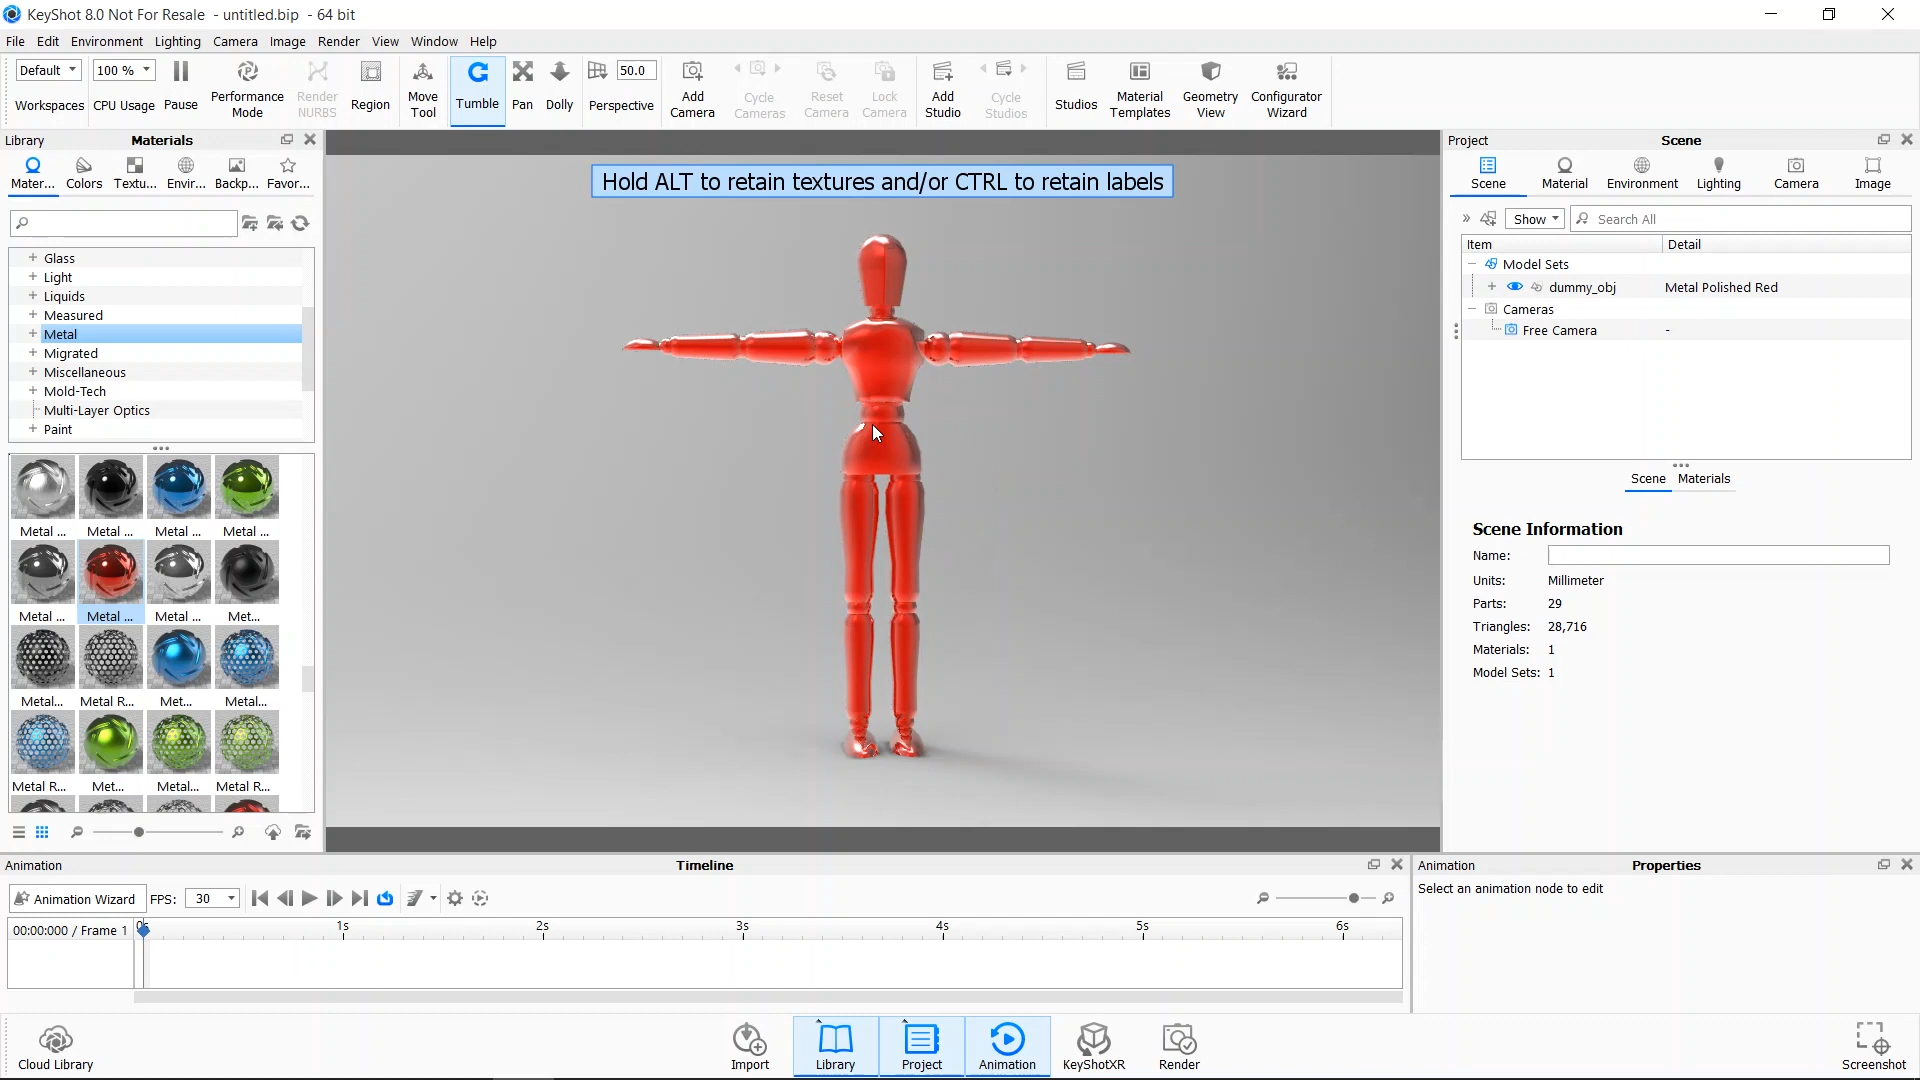 KeyShot 8.0 Not For Resale - untitled.bip - 64 bit
File Edit Environment Lighting Camera Image Render View Window Help
Default 100 % 50.0
Workspaces CPU Usage Pause Performance Mode Render NURBS Region Move Tool Tumble Pan Dolly Perspective Add Camera Cycle Cameras Reset Camera Lock Camera Add Studio Cycle Studios Studios Material Templates Geometry View Configurator Wizard
Library Materials
Mater... Colors Textu... Envir... Backp... Favor...
Glass
Light
Liquids
Measured
Metal
Migrated
Miscellaneous
Mold-Tech
Multi-Layer Optics
Paint
Metal ... Metal ... Metal ... Metal ...
Metal ... Metal ... Metal ... Met...
Metal... Metal R... Met... Metal...
Metal R... Met... Metal... Metal R...
Hold ALT to retain textures and/or CTRL to retain labels
Project Scene
Scene Material Environment Lighting Camera Image
» Show Search All
Item Detail
Model Sets
dummy_obj Metal Polished Red
Cameras
Free Camera -
Scene Materials
Scene Information
Name:
Units: Millimeter
Parts: 29
Triangles: 28,716
Materials: 1
Model Sets: 1
Animation Timeline
Animation Wizard FPS: 30
00:00:000 / Frame 1 0s 1s 2s 3s 4s 5s 6s
Animation Properties
Select an animation node to edit
Cloud Library Import Library Project Animation KeyShotXR Render Screenshot